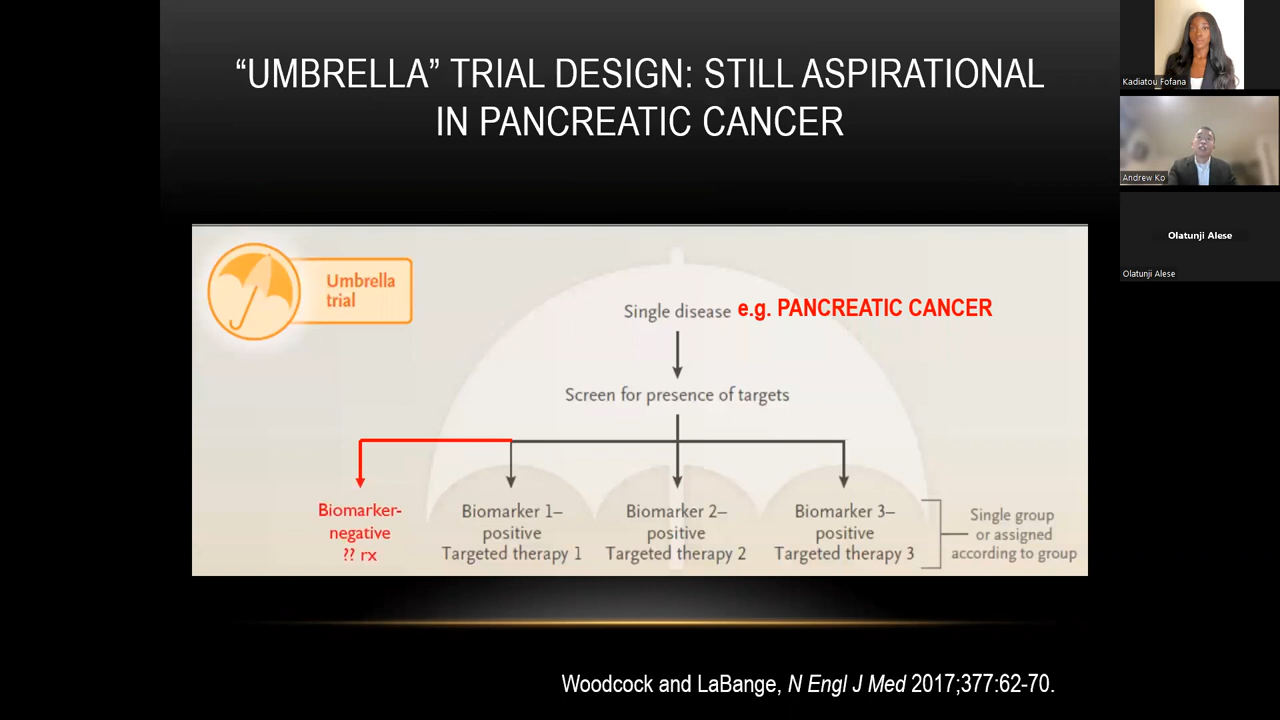 “UMBRELLA” TRIAL DESIGN: STILL ASPIRATIONAL
IN PANCREATIC CANCER
Umbrella
trial
Single disease e.g. PANCREATIC CANCER
Screen for presence of targets
Biomarker-
negative
?? rx
Biomarker 1–
positive
Targeted therapy 1
Biomarker 2–
positive
Targeted therapy 2
Biomarker 3–
positive
Targeted therapy 3
Single group
or assigned
according to group
Woodcock and LaBange, N Engl J Med 2017;377:62-70.
Kadiatou Fofana
Andrew Ko
Olatunji Alese
Olatunji Alese